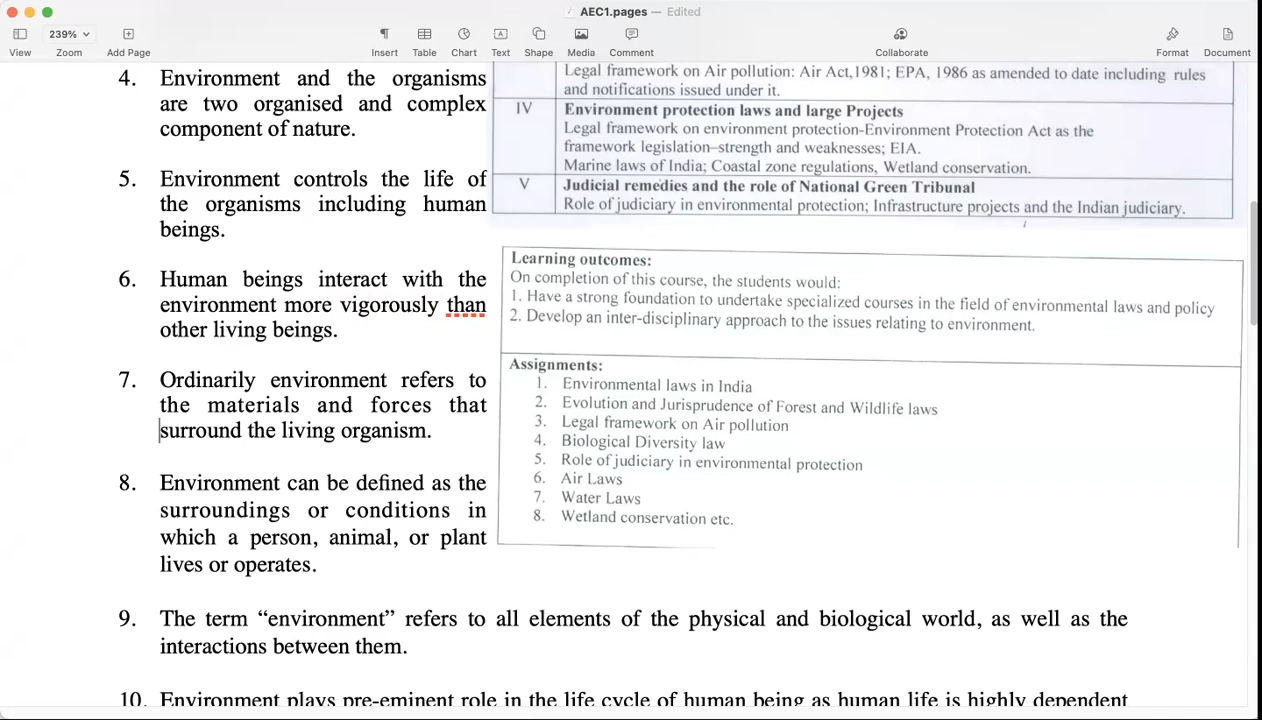 AEC1.pages — Edited
239%
View
Zoom
Add Page
Insert
Table
Chart
Text
Shape
Media
Comment
Collaborate
Format
Document
4. Environment and the organisms
are two organised and complex
component of nature.
5. Environment controls the life of
the organisms including human
beings.
6. Human beings interact with the
environment more vigorously than
other living beings.
7. Ordinarily environment refers to
the materials and forces that
surround the living organism.
8. Environment can be defined as the
surroundings or conditions in
which a person, animal, or plant
lives or operates.
9. The term “environment” refers to all elements of the physical and biological world, as well as the
interactions between them.
10. Environment plays pre-eminent role in the life cycle of human being as human life is highly dependent
Legal framework on Air pollution: Air Act,1981; EPA, 1986 as amended to date including rules
and notifications issued under it.
IV Environment protection laws and large Projects
Legal framework on environment protection-Environment Protection Act as the
framework legislation–strength and weaknesses; EIA.
Marine laws of India; Coastal zone regulations, Wetland conservation.
V Judicial remedies and the role of National Green Tribunal
Role of judiciary in environmental protection; Infrastructure projects and the Indian judiciary.
Learning outcomes:
On completion of this course, the students would:
1. Have a strong foundation to undertake specialized courses in the field of environmental laws and policy
2. Develop an inter-disciplinary approach to the issues relating to environment.
Assignments:
1. Environmental laws in India
2. Evolution and Jurisprudence of Forest and Wildlife laws
3. Legal framework on Air pollution
4. Biological Diversity law
5. Role of judiciary in environmental protection
6. Air Laws
7. Water Laws
8. Wetland conservation etc.